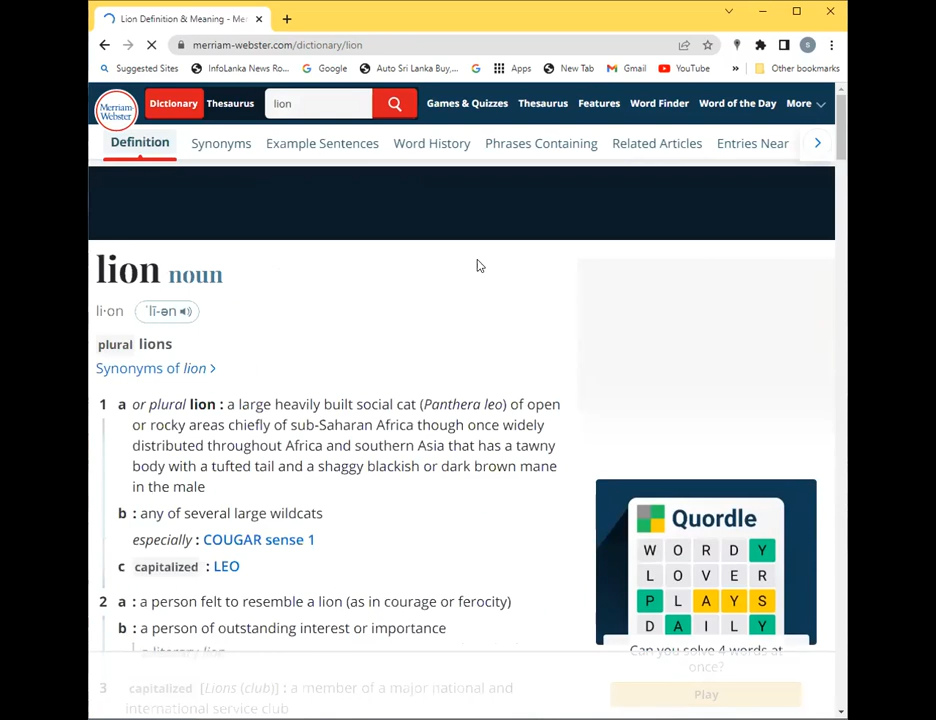 Lion Definition & Meaning - Mer
merriam-webster.com/dictionary/lion
Suggested Sites InfoLanka News Ro... Google Auto Sri Lanka Buy,... Apps New Tab Gmail YouTube » Other bookmarks
Merriam-
Webster
Dictionary Thesaurus lion Games & Quizzes Thesaurus Features Word Finder Word of the Day More
Definition Synonyms Example Sentences Word History Phrases Containing Related Articles Entries Near
lion noun
li·on ˈlī-ən
plural lions
Synonyms of lion
1 a or plural lion : a large heavily built social cat (Panthera leo) of open
or rocky areas chiefly of sub-Saharan Africa though once widely
distributed throughout Africa and southern Asia that has a tawny
body with a tufted tail and a shaggy blackish or dark brown mane
in the male
b : any of several large wildcats
especially : COUGAR sense 1
c capitalized : LEO
2 a : a person felt to resemble a lion (as in courage or ferocity)
b : a person of outstanding interest or importance
a literary lion
3 capitalized [Lions (club)] : a member of a major national and
international service club
Quordle
W O R D Y
L O V E R
P L A Y S
D A I L Y
Can you solve 4 words at
once?
Play
S